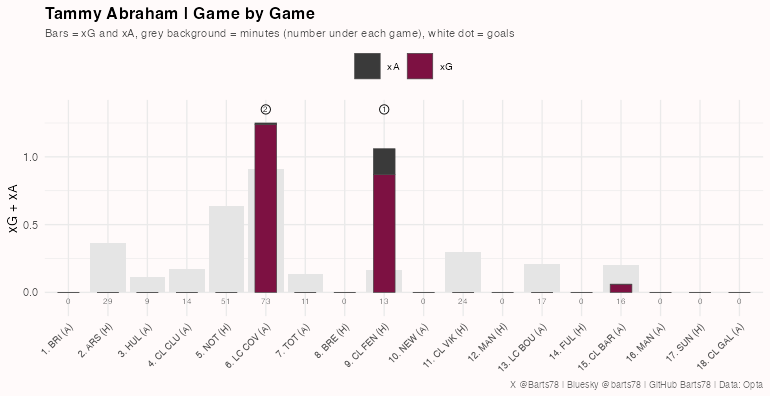 Tammy Abraham | Game by Game
Bars = xG and xA, grey background = minutes (number under each game), white dot = goals
xA xG
2 1
xG + xA
1.0
0.5
0.0
0 29 9 14 51 73 11 0 13 0 24 0 17 0 16 0 0 0
1. BRI (A)
2. ARS (H)
3. HUL (A)
4. CL CLU (A)
5. NOT (H)
6. LC COV (A)
7. TOT (A)
8. BRE (H)
9. CL FEN (H)
10. NEW (A)
11. CL VIK (H)
12. MAN (H)
13. LC BOU (A)
14. FUL (H)
15. CL BAR (A)
16. MAN (A)
17. SUN (H)
18. CL GAL (A)
X @Barts78 | Bluesky @barts78 | GitHub Barts78 | Data: Opta